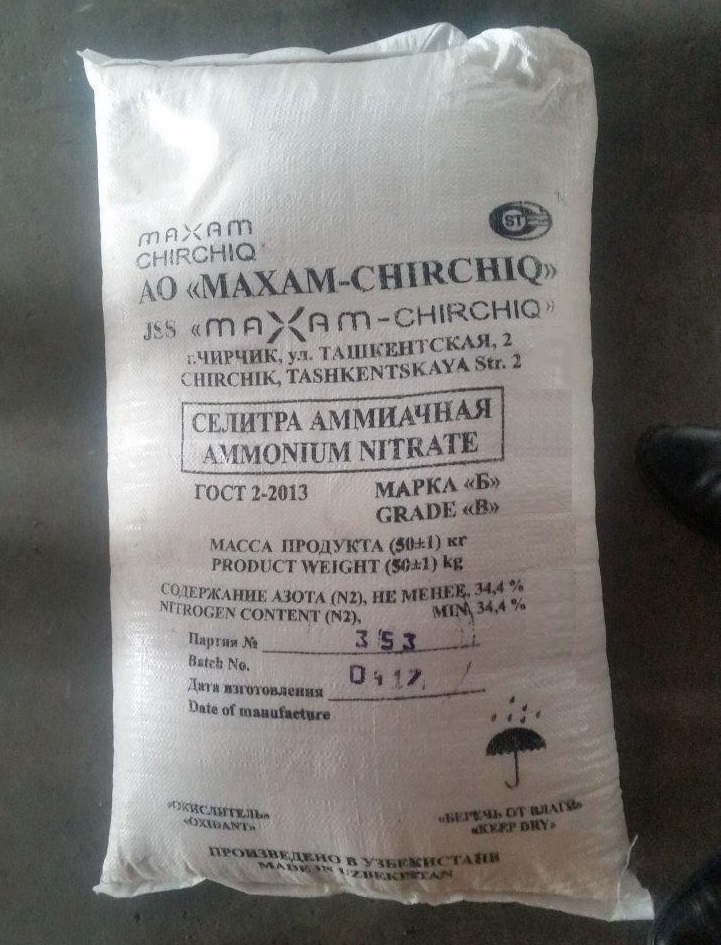 MAXAM
CHIRCHIQ
ST
АО «MAXAM-CHIRCHIQ»
JSS «MAXAM-CHIRCHIQ»
г.ЧИРЧИК, ул. ТАШКЕНТСКАЯ, 2
CHIRCHIK, TASHKENTSKAYA Str. 2
СЕЛИТРА АММИАЧНАЯ
AMMONIUM NITRATE
ГОСТ 2-2013 МАРКА «Б»
GRADE «B»
МАССА ПРОДУКТА (50±1) кг
PRODUCT WEIGHT (50±1) kg
СОДЕРЖАНИЕ АЗОТА (N2), НЕ МЕНЕЕ, 34,4 %
NITROGEN CONTENT (N2), MIN, 34,4 %
Партия № 353
Batch No.
Дата изготовления 0417
Date of manufacture
«ОКИСЛИТЕЛЬ» «БЕРЕЧЬ ОТ ВЛАГИ»
«OXIDANT» «KEEP DRY»
ПРОИЗВЕДЕНО В УЗБЕКИСТАНЕ
MADE IN UZBEKISTAN